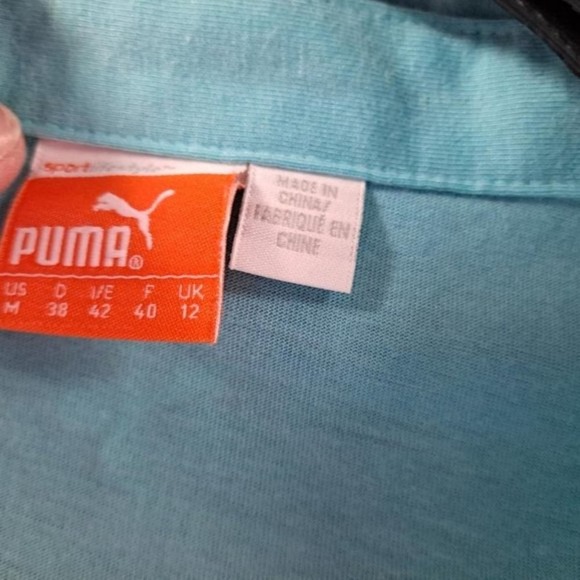 sportlifestyle
PUMA®
US D I/E F UK
M 38 42 40 12
MADE IN
CHINA/
FABRIQUÉ EN
CHINE